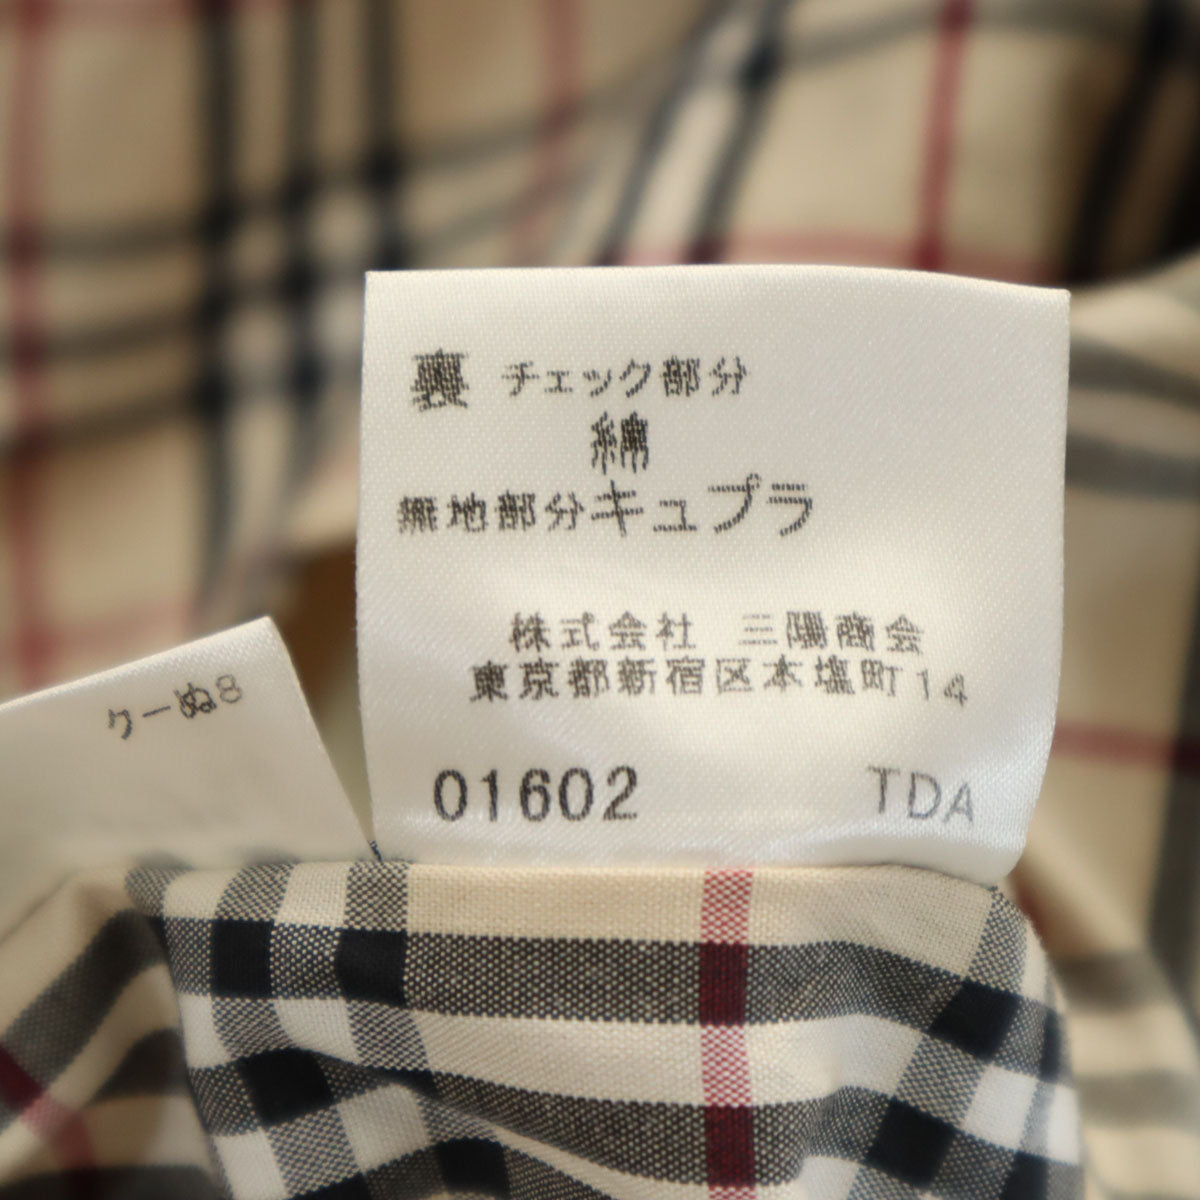 裏 チェック部分
綿
無地部分キュプラ
株式会社 三陽商会
東京都新宿区本塩町14
01602 TDA
クーぬ8